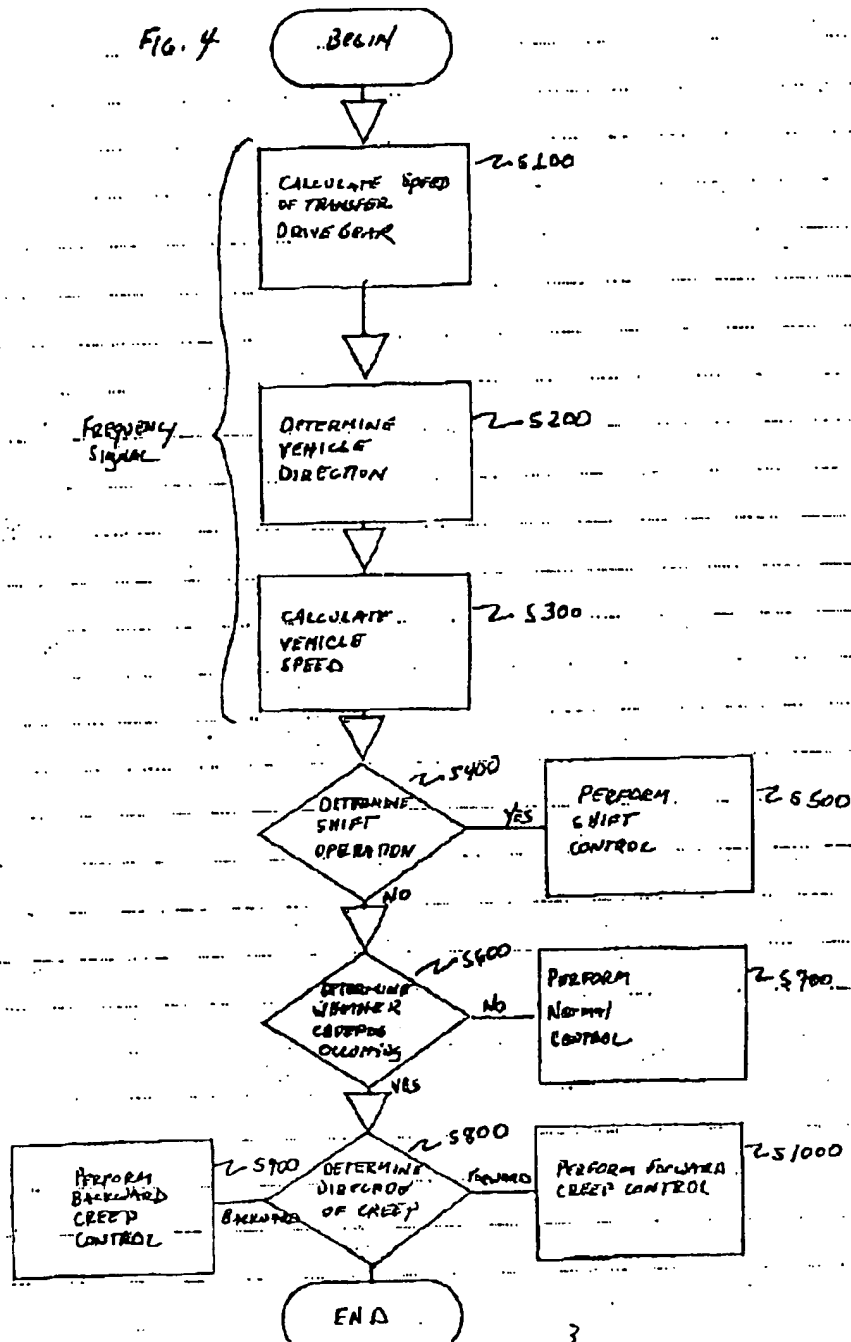 FIG. 4
BEGIN
S100
CALCULATE SPEED
OF TRANSFER
DRIVE GEAR
FREQUENCY
SIGNAL
S200
DETERMINE
VEHICLE
DIRECTION
S300
CALCULATE
VEHICLE
SPEED
S400
DETERMINE
SHIFT
OPERATION
YES
PERFORM
SHIFT
CONTROL
S500
NO
S600
DETERMINE
WHETHER
OCCURRING
NO
PERFORM
NORMAL
CONTROL
S700
YES
S800
DETERMINE
OF CREEP
BACKWARD
PERFORM
BACKWARD
CREEP
CONTROL
S900
FORWARD
PERFORM FORWARD
CREEP CONTROL
S1000
END
3